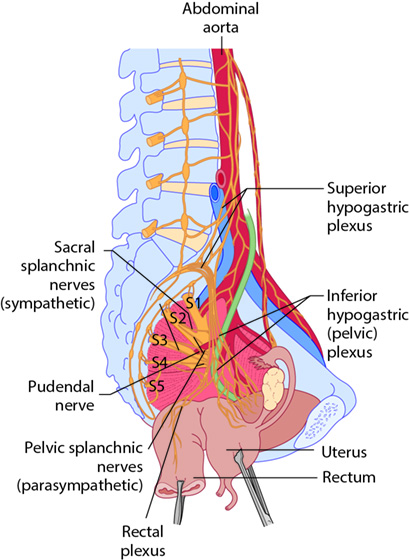 Abdominal
aorta
Superior
hypogastric
plexus
Sacral
splanchnic
nerves
(sympathetic)
S1
S2
S3
S4
S5
Inferior
hypogastric
(pelvic)
plexus
Pudendal
nerve
Pelvic splanchnic
nerves
(parasympathetic)
Uterus
Rectum
Rectal
plexus